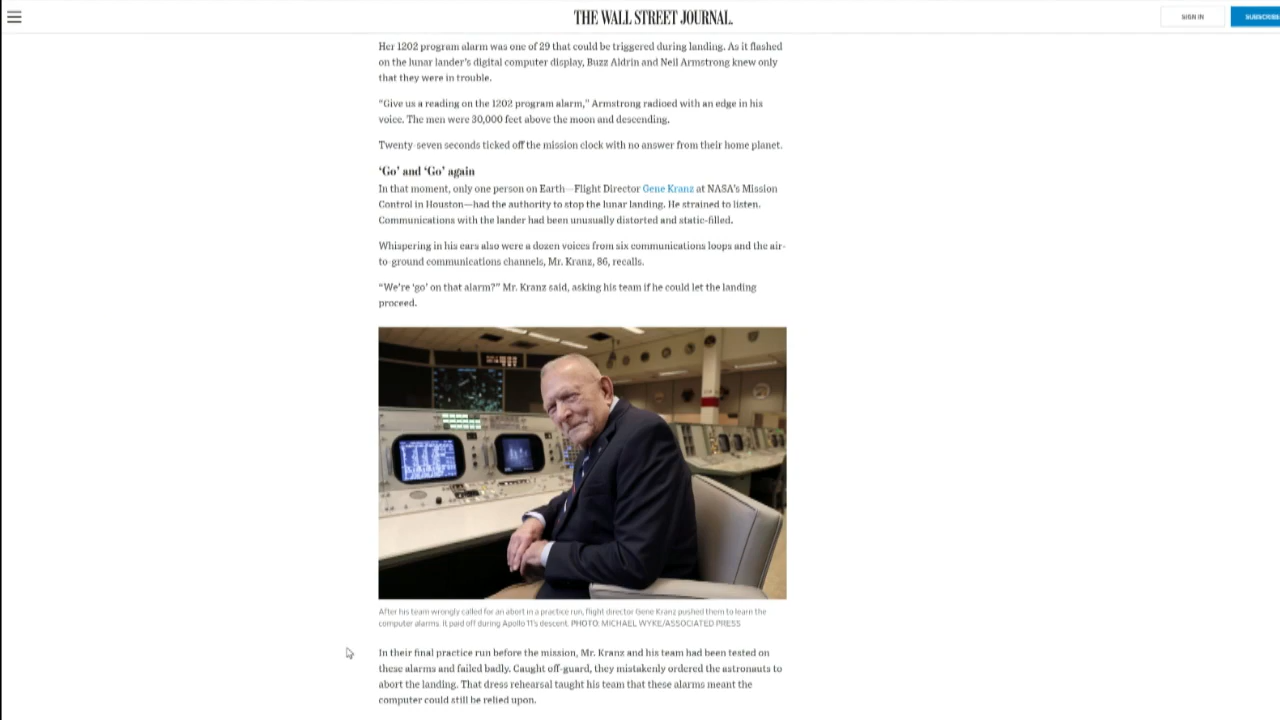 THE WALL STREET JOURNAL.
SIGN IN
SUBSCRIBE
Her 1202 program alarm was one of 29 that could be triggered during landing. As it flashed
on the lunar lander's digital computer display, Buzz Aldrin and Neil Armstrong knew only
that they were in trouble.
“Give us a reading on the 1202 program alarm,” Armstrong radioed with an edge in his
voice. The men were 30,000 feet above the moon and descending.
Twenty-seven seconds ticked off the mission clock with no answer from their home planet.
‘Go’ and ‘Go’ again
In that moment, only one person on Earth—Flight Director Gene Kranz at NASA's Mission
Control in Houston—had the authority to stop the lunar landing. He strained to listen.
Communications with the lander had been unusually distorted and static-filled.
Whispering in his ears also were a dozen voices from six communications loops and the air-
to-ground communications channels, Mr. Kranz, 86, recalls.
“We're ‘go’ on that alarm?” Mr. Kranz said, asking his team if he could let the landing
proceed.
After his team wrongly called for an abort in a practice run, flight director Gene Kranz pushed them to learn the
computer alarms. It paid off during Apollo 11's descent. PHOTO: MICHAEL WYKE/ASSOCIATED PRESS
In their final practice run before the mission, Mr. Kranz and his team had been tested on
these alarms and failed badly. Caught off-guard, they mistakenly ordered the astronauts to
abort the landing. That dress rehearsal taught his team that these alarms meant the
computer could still be relied upon.